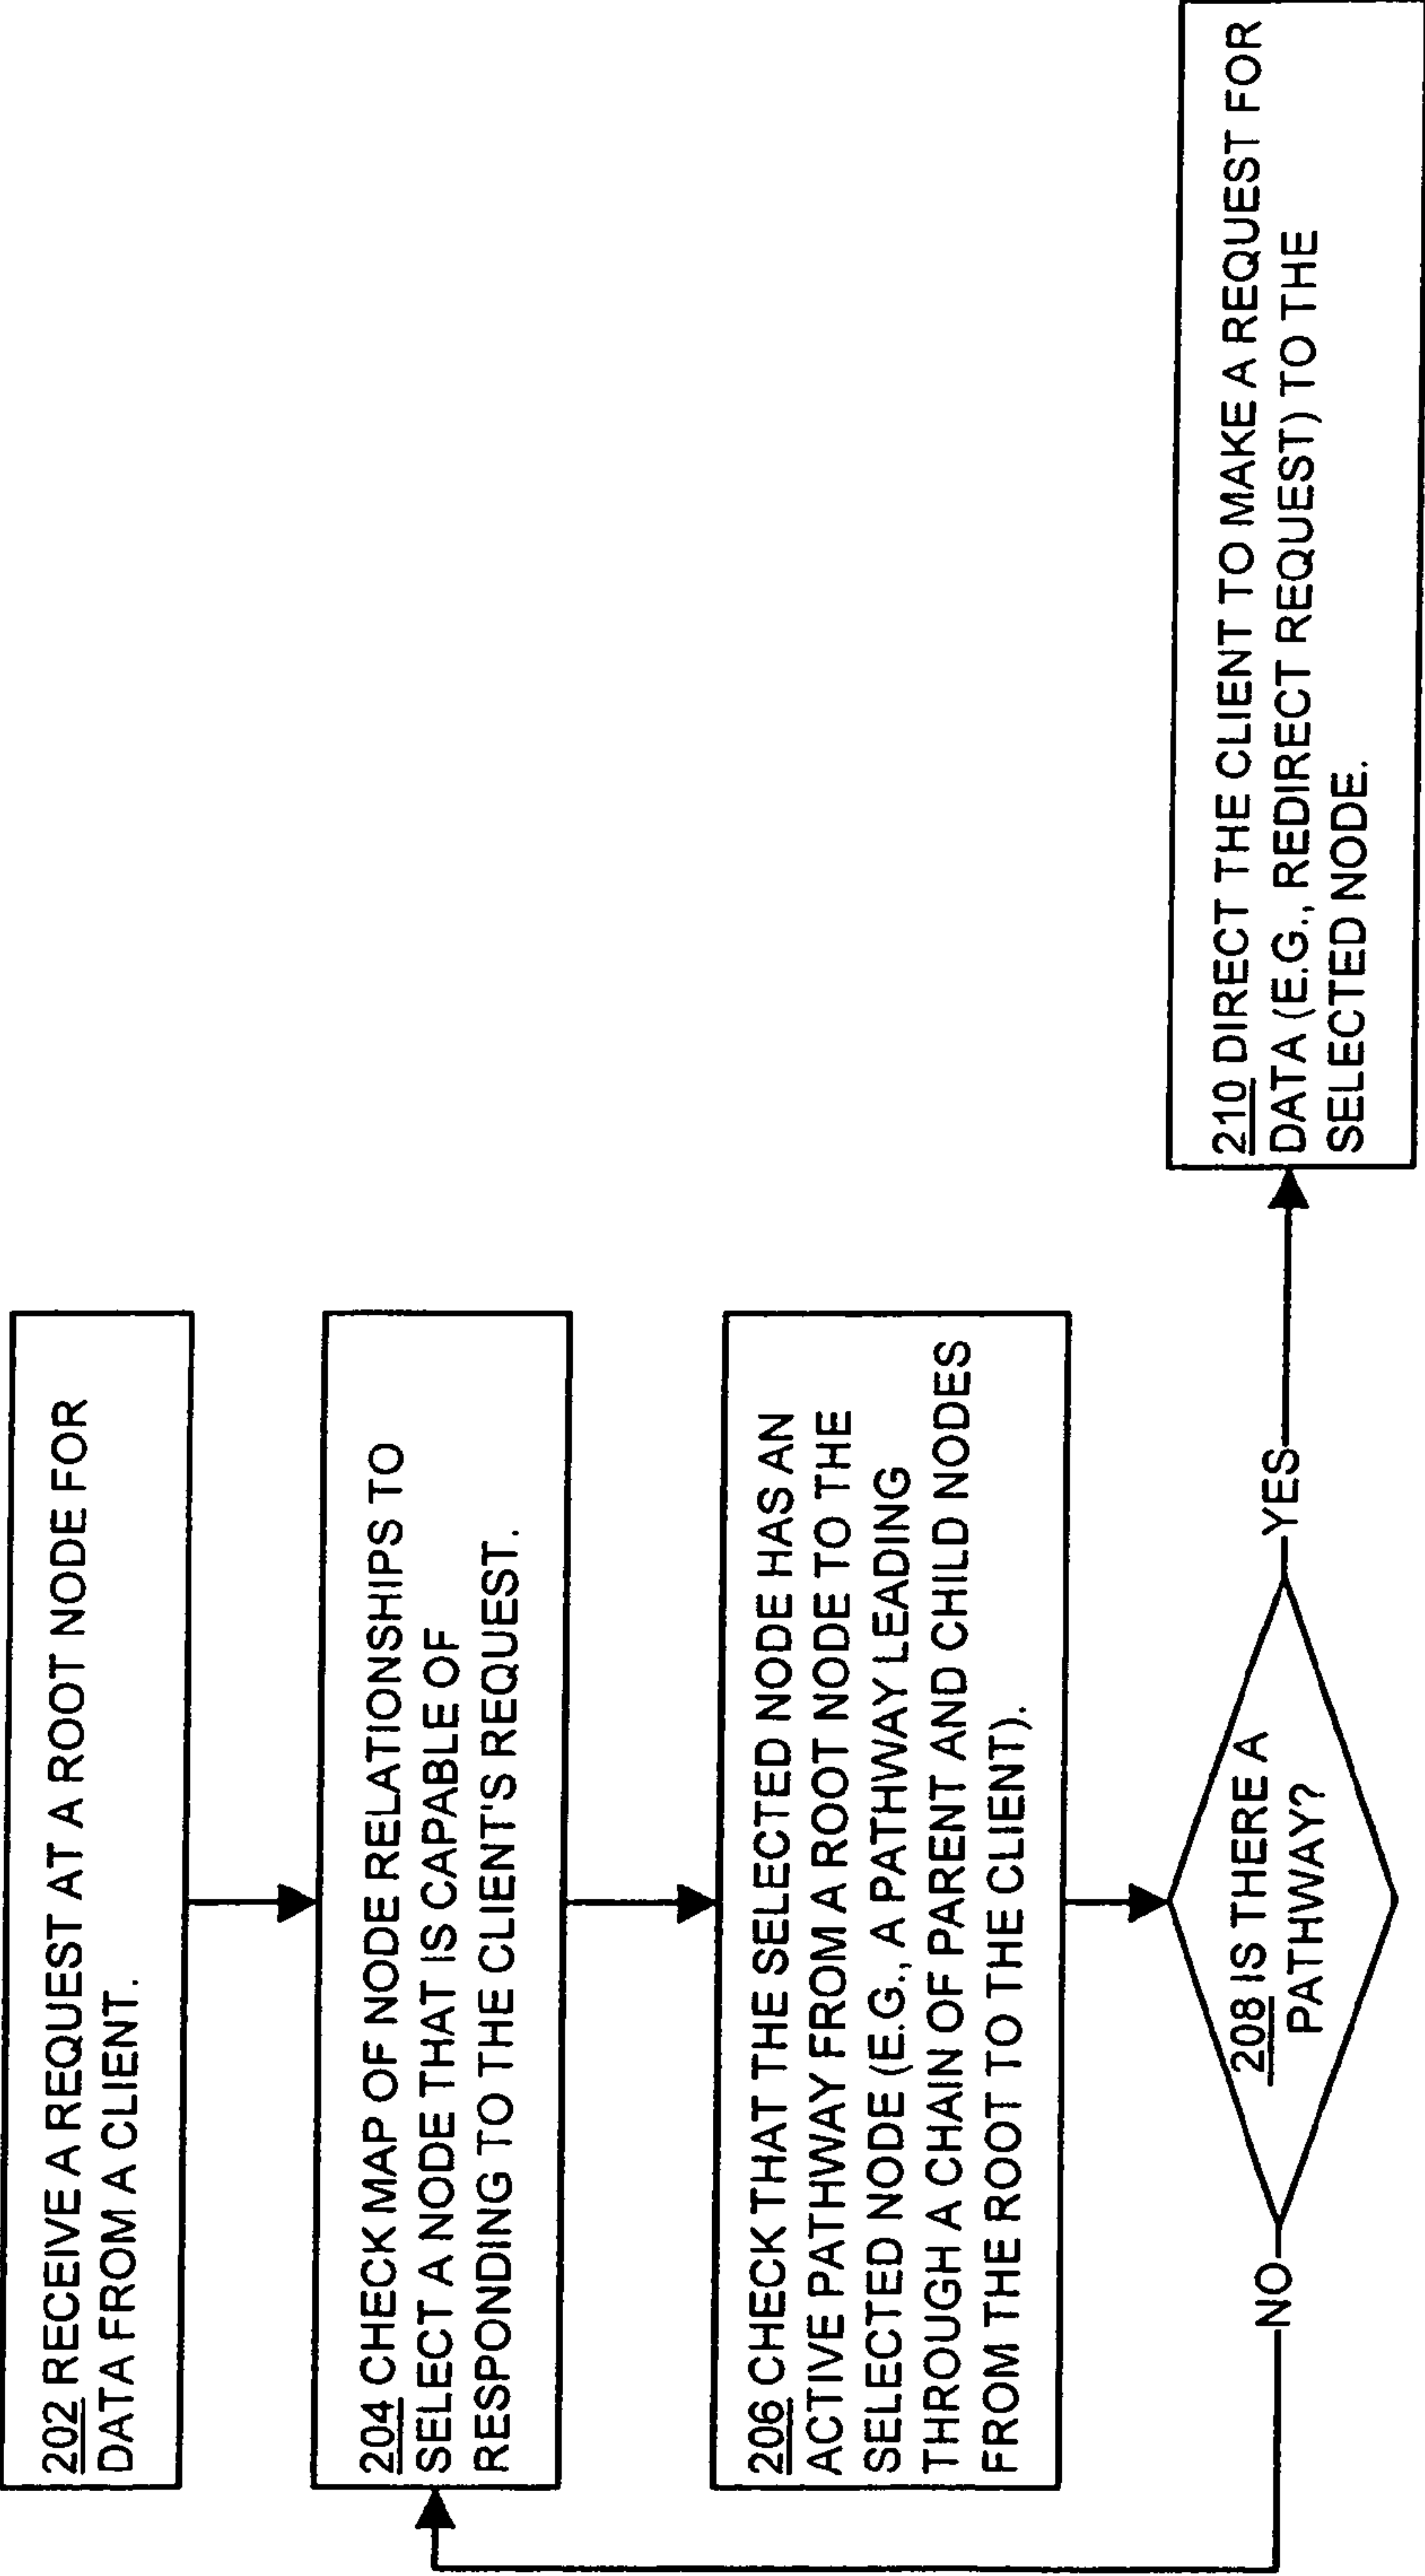 202 RECEIVE A REQUEST AT A ROOT NODE FOR
DATA FROM A CLIENT.
204 CHECK MAP OF NODE RELATIONSHIPS TO
SELECT A NODE THAT IS CAPABLE OF
RESPONDING TO THE CLIENT'S REQUEST.
206 CHECK THAT THE SELECTED NODE HAS AN
ACTIVE PATHWAY FROM A ROOT NODE TO THE
SELECTED NODE (E.G., A PATHWAY LEADING
THROUGH A CHAIN OF PARENT AND CHILD NODES
FROM THE ROOT TO THE CLIENT).
208 IS THERE A
PATHWAY?
NO
YES
210 DIRECT THE CLIENT TO MAKE A REQUEST FOR
DATA (E.G., REDIRECT REQUEST) TO THE
SELECTED NODE.